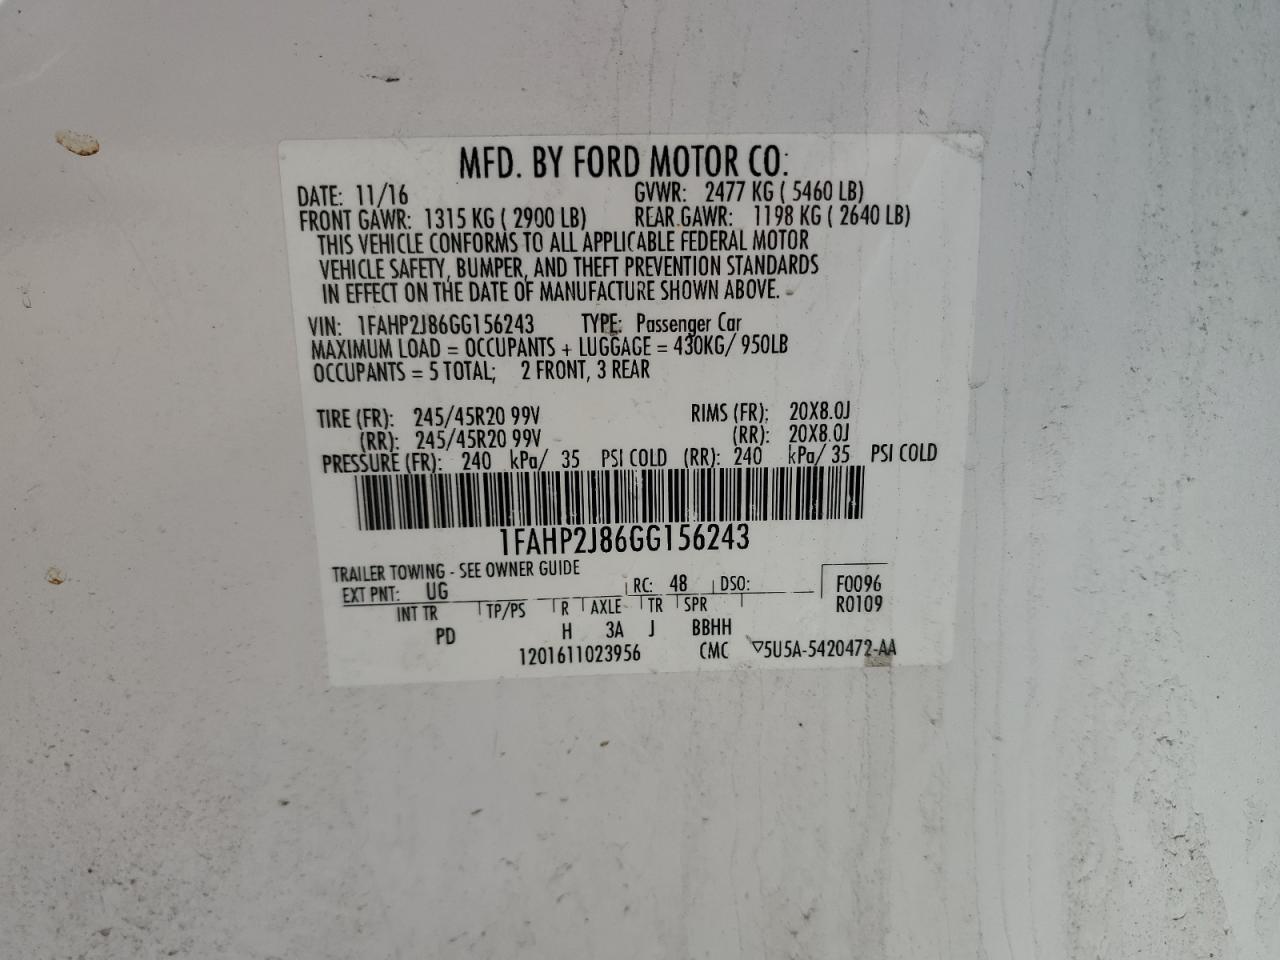 MFD. BY FORD MOTOR CO:
DATE: 11/16 GVWR: 2477 KG ( 5460 LB)
FRONT GAWR: 1315 KG ( 2900 LB) REAR GAWR: 1198 KG ( 2640 LB)
THIS VEHICLE CONFORMS TO ALL APPLICABLE FEDERAL MOTOR
VEHICLE SAFETY, BUMPER, AND THEFT PREVENTION STANDARDS
IN EFFECT ON THE DATE OF MANUFACTURE SHOWN ABOVE.
VIN: 1FAHP2J86GG156243 TYPE: Passenger Car
MAXIMUM LOAD = OCCUPANTS + LUGGAGE = 430KG/ 950LB
OCCUPANTS = 5 TOTAL; 2 FRONT, 3 REAR
TIRE (FR): 245/45R20 99V RIMS (FR): 20X8.0J
(RR): 245/45R20 99V (RR): 20X8.0J
PRESSURE (FR): 240 kPa/ 35 PSI COLD (RR): 240 kPa/ 35 PSI COLD
1FAHP2J86GG156243
TRAILER TOWING - SEE OWNER GUIDE
EXT PNT: UG RC: 48 DSO: F0096
INT TR TP/PS R AXLE TR SPR R0109
PD H 3A J BBHH
1201611023956 CMC ▽5U5A-5420472-AA